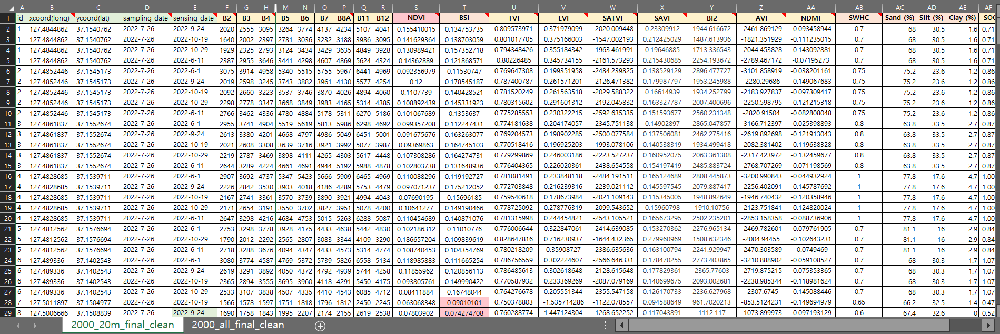 A B C D E F G H M N O P Q R S T U V W X Y Z AA AB AC AD AE AF
1 id xcoord(long) ycoord(lat) sampling date sensing date B2 B3 B4 B5 B6 B7 B8A B11 B12 NDVI BSI TVI EVI SATVI SAVI BI2 AVI NDMI SWHC Sand (%) Silt (%) Clay (%)
2 1 127.4844862 37.1540762 2022-7-26 2022-9-24 2020 2555 3095 3264 3774 4137 4234 5107 4041 0.155410015 0.134753735 0.809573971 0.371979099 -2020.009448 0.23309912 1944.616672 -2461.869129 -0.093458944 0.7 68 30.5 1.6 0.71
3 1 127.4844862 37.1540762 2022-7-26 2022-10-19 1640 2002 2397 2781 3036 3232 3188 3986 3095 0.141629364 0.138703059 0.801017705 0.375166003 -1547.002193 0.212425029 1487.613936 -1821.351929 -0.111235015 0.7 68 30.5 1.6 0.71
4 1 127.4844862 37.1540762 2022-7-26 2022-10-29 1929 2325 2793 3124 3434 3429 3635 4849 3928 0.130989421 0.157352718 0.794348426 0.355184342 -1963.461991 0.19646885 1713.336543 -2044.453828 -0.143092881 0.7 68 30.5 1.6 0.71
5 1 127.4844862 37.1540762 2022-7-26 2022-6-11 2387 2955 3646 3441 4298 4607 4869 5624 4324 0.14362889 0.121868571 0.80226485 0.345734155 -2161.573293 0.215430685 2254.193672 -2789.467172 -0.07195273 0.7 68 30.5 1.6 0.71
6 2 127.4852446 37.1545173 2022-7-26 2022-6-1 3075 3914 4958 5340 5515 5755 5967 6441 4969 0.092356979 0.11530747 0.769647308 0.199351958 -2484.239825 0.138529129 2896.477727 -3101.858919 -0.038201161 0.75 75.2 23.6 1.2 0.86
7 2 127.4852446 37.1545173 2022-7-26 2022-9-24 2019 2598 3245 3743 3882 3961 4130 5577 4254 0.12 0.178545187 0.787400787 0.261571201 -2126.471382 0.179987797 1953.245988 -2280.29686 -0.149067683 0.75 75.2 23.6 1.2 0.86
8 2 127.4852446 37.1545173 2022-7-26 2022-10-19 2092 2660 3223 3537 3746 3870 4026 4894 4060 0.1107739 0.140428521 0.781520249 0.261563518 -2029.588322 0.16614939 1934.252799 -2183.927837 -0.097309417 0.75 75.2 23.6 1.2 0.86
9 2 127.4852446 37.1545173 2022-7-26 2022-10-29 2298 2778 3347 3668 3849 3983 4165 5314 4385 0.108892439 0.145331923 0.780315602 0.291601312 -2192.045832 0.163327787 2007.400696 -2250.598795 -0.121215318 0.75 75.2 23.6 1.2 0.86
10 2 127.4852446 37.1545173 2022-7-26 2022-6-11 2766 3462 4336 4780 4884 5178 5311 6270 5186 0.101067689 0.1353637 0.775285553 0.230322215 -2592.635335 0.151593677 2560.231348 -2820.91504 -0.082808048 0.75 75.2 23.6 1.2 0.86
11 3 127.4861837 37.1552674 2022-7-26 2022-6-1 2955 3741 4904 5519 5619 5813 5986 6298 4692 0.099357208 0.112247431 0.774181638 0.204174057 -2345.751138 0.14902897 2865.047857 -3166.712397 -0.025398893 0.8 63.8 33.5 2.7 0.87
12 3 127.4861837 37.1552674 2022-7-26 2022-9-24 2613 3380 4201 4668 4797 4986 5049 6451 5001 0.091675676 0.163263077 0.769204573 0.198902285 -2500.077584 0.137506081 2462.275416 -2619.892698 -0.121913043 0.8 63.8 33.5 2.7 0.87
13 3 127.4861837 37.1552674 2022-7-26 2022-10-19 2021 2608 3308 3639 3716 3921 3992 5077 3987 0.09369863 0.164745103 0.770518416 0.196925203 -1993.078106 0.140538319 1934.499418 -2082.381402 -0.119638328 0.8 63.8 33.5 2.7 0.87
14 3 127.4861837 37.1552674 2022-7-26 2022-10-29 2219 2787 3469 3898 4111 4265 4303 5617 4448 0.107308286 0.164274731 0.779299869 0.246003186 -2223.527237 0.160952075 2063.361308 -2317.423972 -0.132459677 0.8 63.8 33.5 2.7 0.87
15 3 127.4861837 37.1552674 2022-7-26 2022-6-11 2644 3289 4224 4661 4691 4944 5192 5988 4878 0.102803738 0.131648936 0.776404365 0.226020361 -2438.654558 0.154197419 2485.883724 -2768.707269 -0.071198569 0.8 63.8 33.5 2.7 0.87
16 4 127.4828685 37.1539711 2022-7-26 2022-6-1 2907 3692 4737 5347 5423 5666 5909 6465 4969 0.110088296 0.119192727 0.781081491 0.233848118 -2484.191511 0.165124689 2808.445873 -3200.990843 -0.044932924 1 77.8 17.6 4.7 1.00
17 4 127.4828685 37.1539711 2022-7-26 2022-9-24 2226 2842 3530 3903 4018 4186 4289 5753 4479 0.097071237 0.175212052 0.772703848 0.216239316 -2239.021112 0.145597545 2079.887417 -2256.402091 -0.145787692 1 77.8 17.6 4.7 1.00
18 4 127.4828685 37.1539711 2022-7-26 2022-10-19 2167 2741 3361 3570 3739 3890 3921 4994 4043 0.07690195 0.15696185 0.759540618 0.178673984 -2021.109143 0.115345005 1948.892649 -1946.740432 -0.120358946 1 77.8 17.6 4.7 1.00
19 4 127.4828685 37.1539711 2022-7-26 2022-10-29 2171 2654 3191 3550 3702 3827 3951 5078 4200 0.10641277 0.149190466 0.778725092 0.278776319 -2099.543652 0.15960798 1910.10756 -2123.751841 -0.124820024 1 77.8 17.6 4.7 1.00
20 4 127.4828685 37.1539711 2022-7-26 2022-6-11 2647 3298 4216 4684 4753 5015 5263 6288 5087 0.110454689 0.140871076 0.781315998 0.244454821 -2543.105521 0.165673295 2502.235201 -2853.158358 -0.088736906 1 77.8 17.6 4.7 1.00
21 5 127.4812562 37.1576694 2022-7-26 2022-6-1 2753 3298 3778 3928 4175 4433 4638 5442 4830 0.102186312 0.11010776 0.776006644 0.322847061 -2414.639085 0.153270362 2276.965134 -2469.782601 -0.079761905 0.7 81.1 16 2.9 0.84
22 5 127.4812562 37.1576694 2022-7-26 2022-10-29 1790 2012 2292 2565 2807 3083 3344 4109 3290 0.186657204 0.109839619 0.828647816 0.716230937 -1644.432365 0.279960969 1508.632346 -2004.94455 -0.102643231 0.7 81.1 16 2.9 0.84
23 5 127.4812562 37.1576694 2022-7-26 2022-6-11 2718 3288 3676 4094 4347 4433 4573 5314 4774 0.108740453 0.104354769 0.780218209 0.35908727 -2386.635636 0.163100794 2241.929947 -2470.303589 -0.0749469 0.7 81.1 16 2.9 0.84
24 6 127.489336 37.1402543 2022-7-26 2022-6-1 3080 3774 4587 4769 5372 5739 5826 6558 5134 0.118985883 0.111665254 0.786756559 0.302224607 -2566.646331 0.178470255 2773.403865 -3210.888902 -0.059108527 0.7 68 30.3 1.7 1.07
25 6 127.489336 37.1402543 2022-7-26 2022-9-24 2619 3291 3892 4050 4372 4792 4939 5744 4258 0.11855962 0.120856113 0.786485613 0.302618648 -2128.615648 0.177829361 2365.77603 -2719.875215 -0.075353365 0.7 68 30.3 1.7 1.07
26 6 127.489336 37.1402543 2022-7-26 2022-10-19 2365 2894 3555 3695 3960 4118 4291 5450 4175 0.093805761 0.149990422 0.770587932 0.233369269 -2087.079169 0.140699675 2093.002681 -2238.985344 -0.118981624 0.7 68 30.3 1.7 1.07
27 6 127.489336 37.1402543 2022-7-26 2022-10-29 2533 3107 3838 4507 4335 4410 4543 6085 4712 0.08411884 0.16748044 0.764276678 0.205551344 -2355.547158 0.126170733 2236.627968 -2307.6745 -0.145088446 0.7 68 30.3 1.7 1.07
28 7 127.5011897 37.1504977 2022-7-26 2022-10-19 1566 1578 1597 1751 1818 1796 1812 2450 2245 0.063068348 0.09010101 0.750378803 -1.535714286 -1122.078557 0.094588649 961.7020213 -853.5124231 -0.149694979 0.65 66.2 32.5 1.4 0.47
29 8 127.5006666 37.1508839 2022-7-26 2022-9-24 1690 1758 1843 1995 2207 2174 2155 2619 2538 0.07803902 0.074274708 0.760288774 1.447124304 -1268.652252 0.117043891 1112.117 -1073.899973 -0.097193129 0.6 67.4 32.6 0 0.52
2000_20m_final_clean 2000_all_final_clean